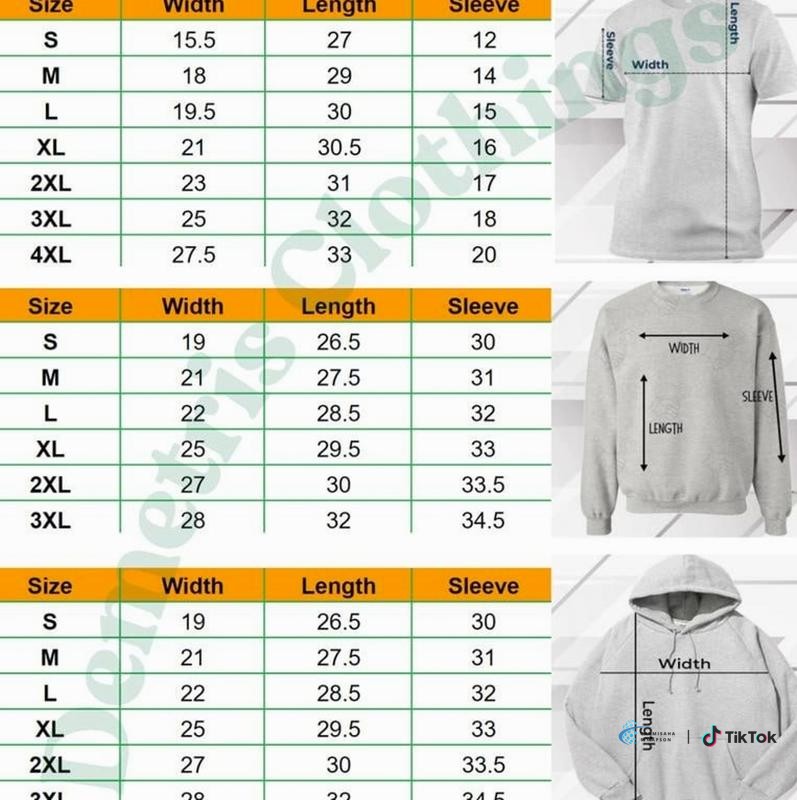 Size Width Length Sleeve
S 15.5 27 12
M 18 29 14
L 19.5 30 15
XL 21 30.5 16
2XL 23 31 17
3XL 25 32 18
4XL 27.5 33 20
Sleeve
Width
Length
Size Width Length Sleeve
S 19 26.5 30
M 21 27.5 31
L 22 28.5 32
XL 25 29.5 33
2XL 27 30 33.5
3XL 28 32 34.5
WIDTH
SLEEVE
LENGTH
Size Width Length Sleeve
S 19 26.5 30
M 21 27.5 31
L 22 28.5 32
XL 25 29.5 33
2XL 27 30 33.5
3XL 28 32 34.5
Width
Length
TikTok
Demetris Clothings